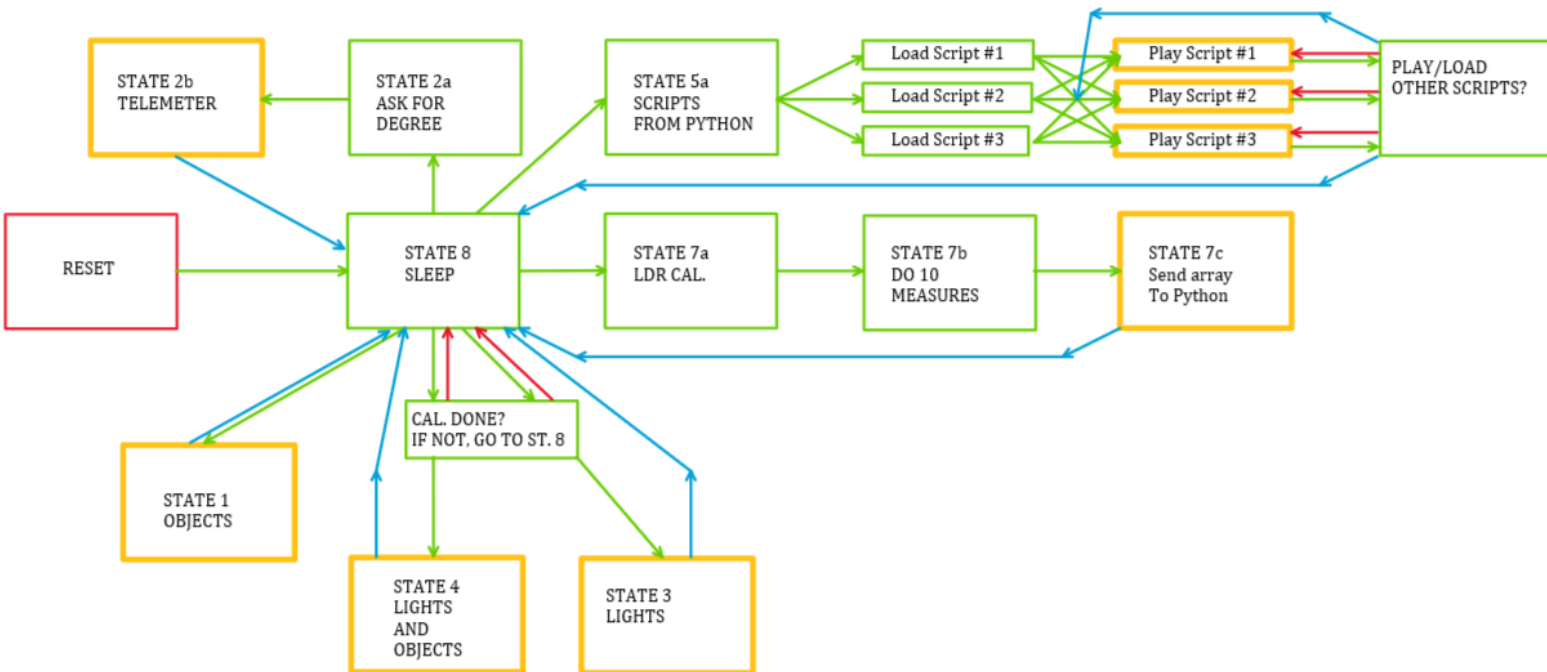 STATE 2b
TELEMETER
STATE 2a
ASK FOR
DEGREE
STATE 5a
SCRIPTS
FROM PYTHON
Load Script #1
Load Script #2
Load Script #3
Play Script #1
Play Script #2
Play Script #3
PLAY/LOAD
OTHER SCRIPTS?
RESET
STATE 8
SLEEP
STATE 7a
LDR CAL.
STATE 7b
DO 10
MEASURES
STATE 7c
Send array
To Python
CAL. DONE?
IF NOT, GO TO ST. 8
STATE 1
OBJECTS
STATE 4
LIGHTS
AND
OBJECTS
STATE 3
LIGHTS